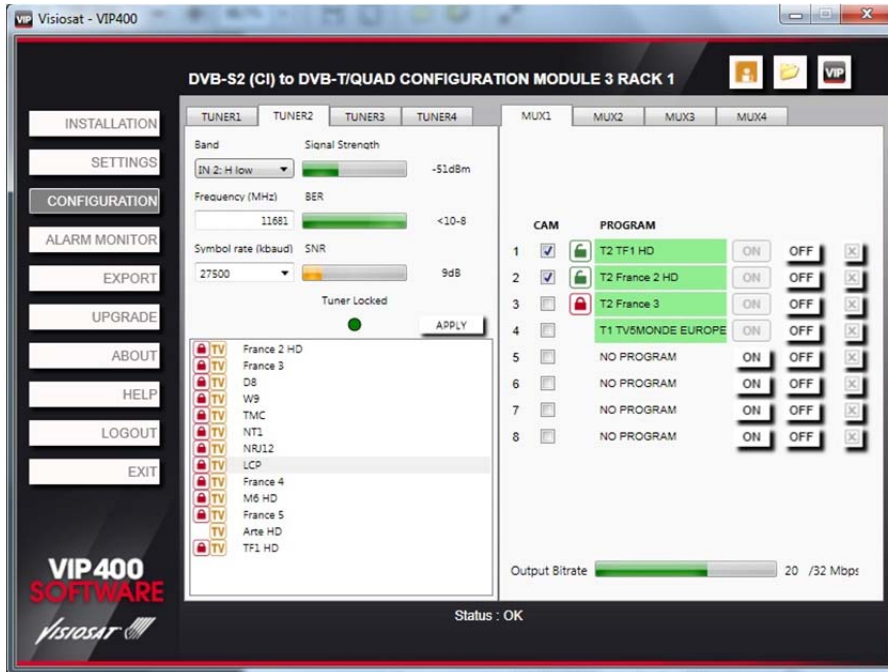 VIP Visiosat - VIP400
DVB-S2 (CI) to DVB-T/QUAD CONFIGURATION MODULE 3 RACK 1
VIP
INSTALLATION
SETTINGS
CONFIGURATION
ALARM MONITOR
EXPORT
UPGRADE
ABOUT
HELP
LOGOUT
EXIT
VIP400
SOFTWARE
VISIOSAT
TUNER1 TUNER2 TUNER3 TUNER4
Band Signal Strength
IN 2: H low -51dBm
Frequency (MHz) BER
11681 <10-8
Symbol rate (kbaud) SNR
27500 9dB
Tuner Locked
APPLY
TV France 2 HD
TV France 3
TV D8
TV W9
TV TMC
TV NT1
TV NRJ12
TV LCP
TV France 4
TV M6 HD
TV France 5
TV Arte HD
TV TF1 HD
MUX1 MUX2 MUX3 MUX4
CAM PROGRAM
1 T2 TF1 HD ON OFF
2 T2 France 2 HD ON OFF
3 T2 France 3 ON OFF
4 T1 TV5MONDE EUROPE ON OFF
5 NO PROGRAM ON OFF
6 NO PROGRAM ON OFF
7 NO PROGRAM ON OFF
8 NO PROGRAM ON OFF
Output Bitrate 20 /32 Mbps
Status : OK